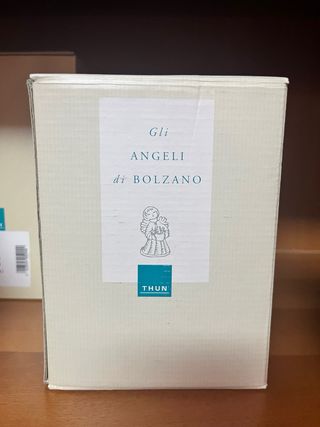 Gli
ANGELI
di BOLZANO
THUN